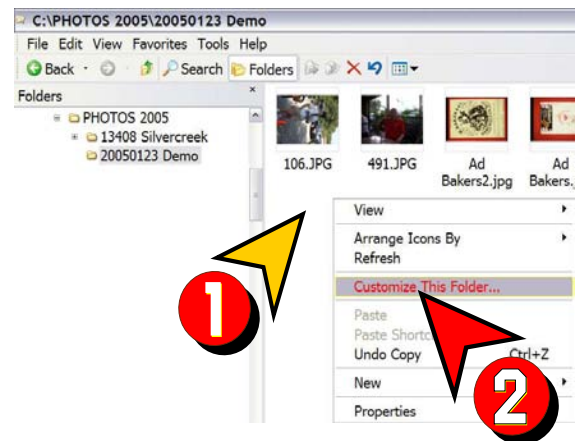 C:\PHOTOS 2005\20050123 Demo
File Edit View Favorites Tools Help
Back Search Folders
Folders ×
PHOTOS 2005
13408 Silvercreek
20050123 Demo
106.JPG 491.JPG Ad Bakers2.jpg Ad Bakers.
View
Arrange Icons By
Refresh
Customize This Folder...
Paste
Paste Shortc
Undo Copy Ctrl+Z
New
Properties
1
2